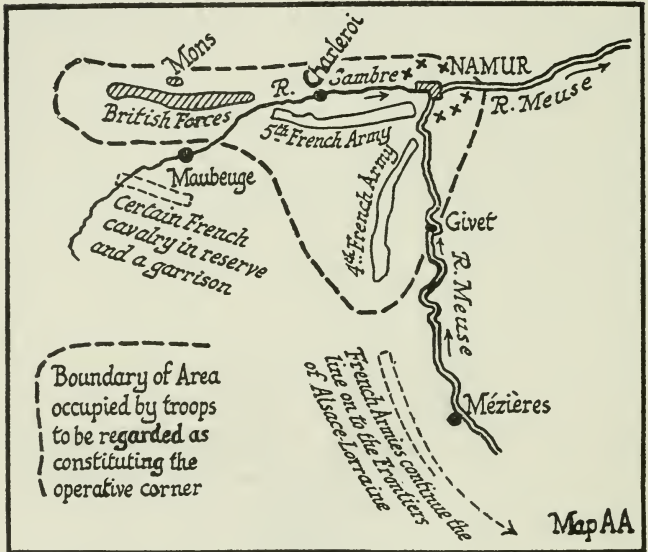 Mons
Charleroi
R. Sambre
NAMUR
R. Meuse
British Forces
5th French Army
Maubeuge
4th French Army
Certain French
cavalry in reserve
and a garrison
Givet
R. Meuse
Mézières
French Armies continue the
line on to the Frontiers
of Alsace-Lorraine
Boundary of Area
occupied by troops
to be regarded as
constituting the
operative corner
Map AA